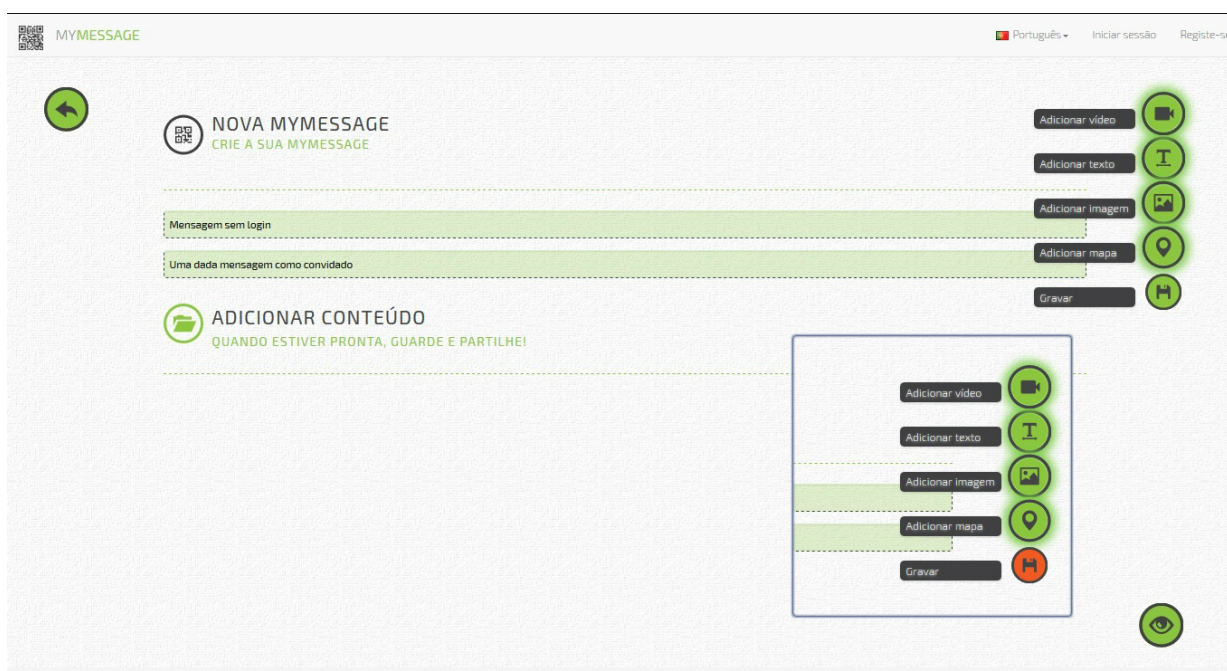 MYMESSAGE
Português
Iniciar sessão
NOVA MYMESSAGE
CRIE A SUA MYMESSAGE
Mensagem sem login
Uma dada mensagem como convidado
ADICIONAR CONTEÚDO
QUANDO ESTIVER PRONTA, GUARDE E PARTILHE!
Adicionar vídeo
Adicionar texto
Adicionar imagem
Adicionar mapa
Gravar
Adicionar vídeo
Adicionar texto
Adicionar imagem
Adicionar mapa
Gravar